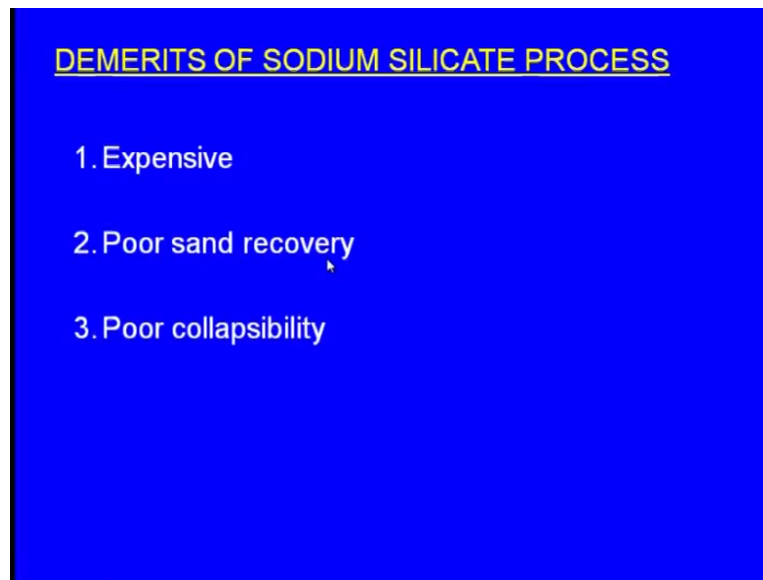 DEMERITS OF SODIUM SILICATE PROCESS
1. Expensive
2. Poor sand recovery
3. Poor collapsibility